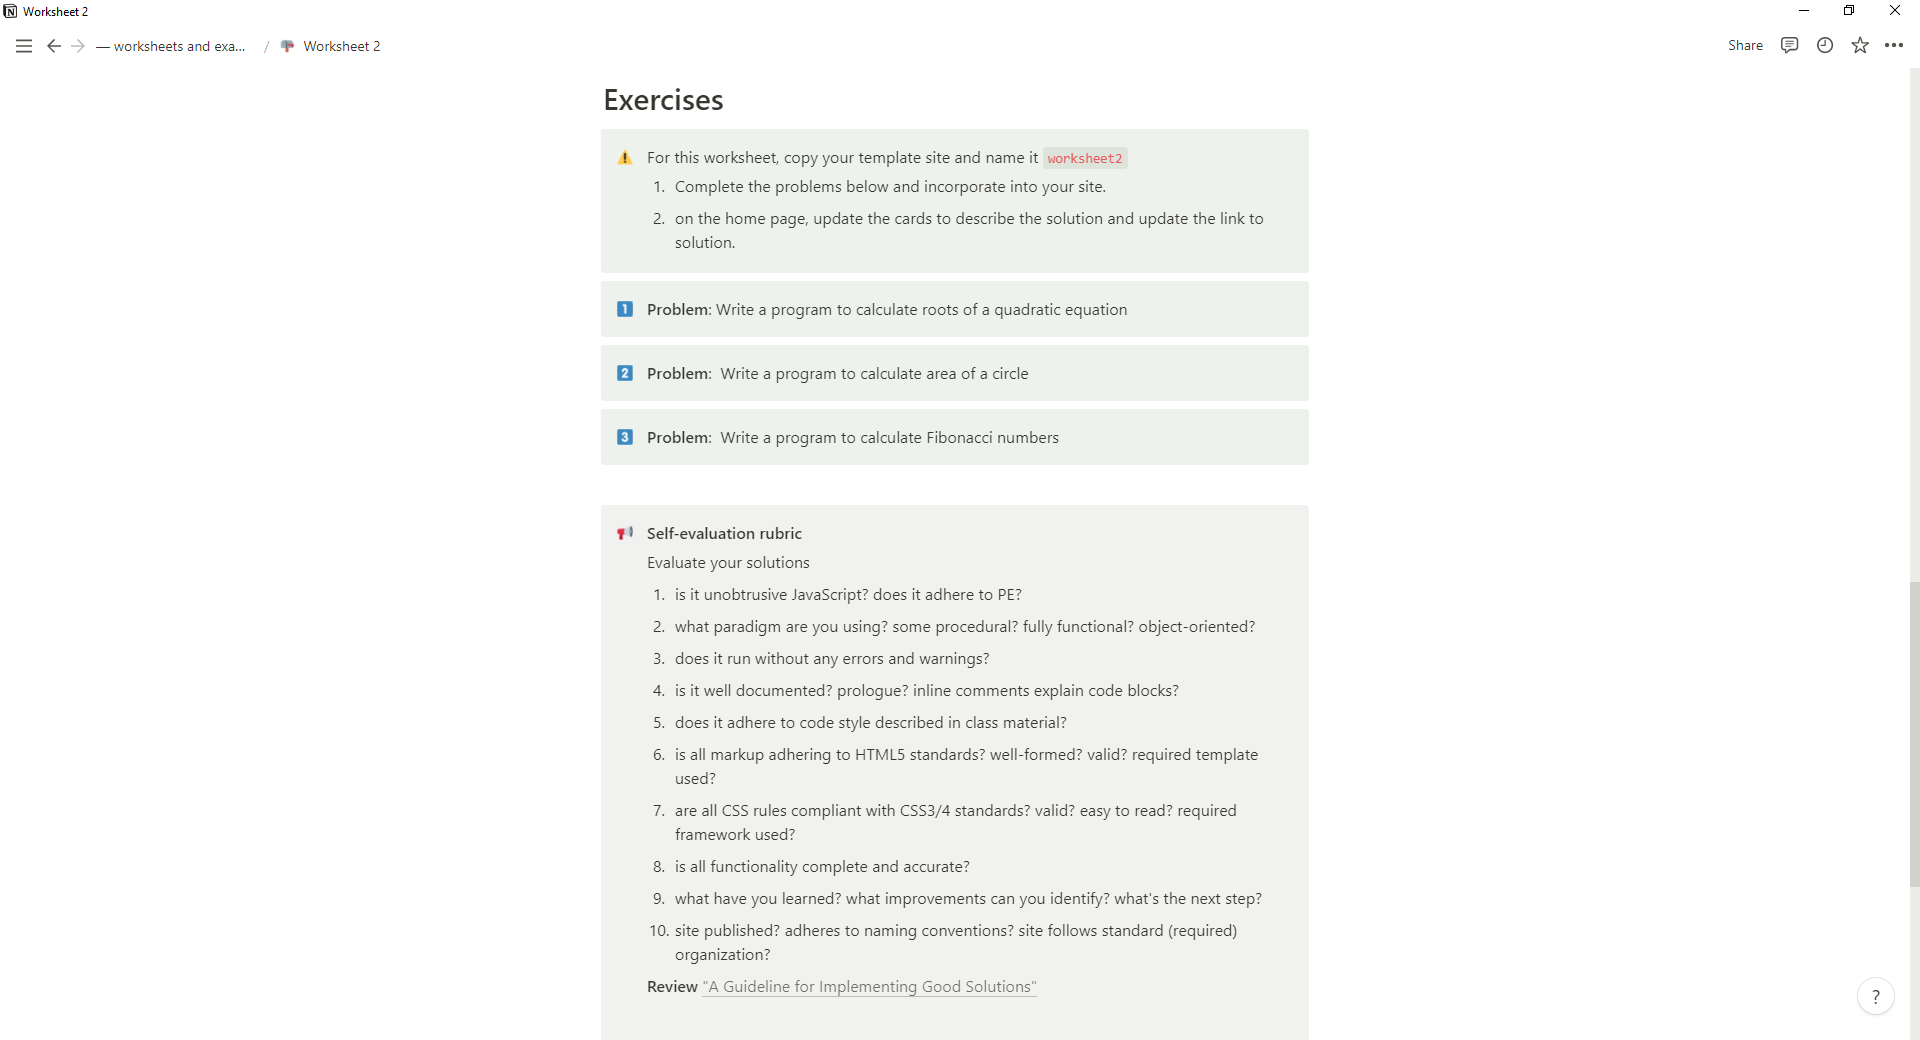 Worksheet 2
— worksheets and exa... / Worksheet 2
Share
Exercises
For this worksheet, copy your template site and name it worksheet2
1. Complete the problems below and incorporate into your site.
2. on the home page, update the cards to describe the solution and update the link to
solution.
1 Problem: Write a program to calculate roots of a quadratic equation
2 Problem: Write a program to calculate area of a circle
3 Problem: Write a program to calculate Fibonacci numbers
Self-evaluation rubric
Evaluate your solutions
1. is it unobtrusive JavaScript? does it adhere to PE?
2. what paradigm are you using? some procedural? fully functional? object-oriented?
3. does it run without any errors and warnings?
4. is it well documented? prologue? inline comments explain code blocks?
5. does it adhere to code style described in class material?
6. is all markup adhering to HTML5 standards? well-formed? valid? required template
used?
7. are all CSS rules compliant with CSS3/4 standards? valid? easy to read? required
framework used?
8. is all functionality complete and accurate?
9. what have you learned? what improvements can you identify? what's the next step?
10. site published? adheres to naming conventions? site follows standard (required)
organization?
Review "A Guideline for Implementing Good Solutions"
?